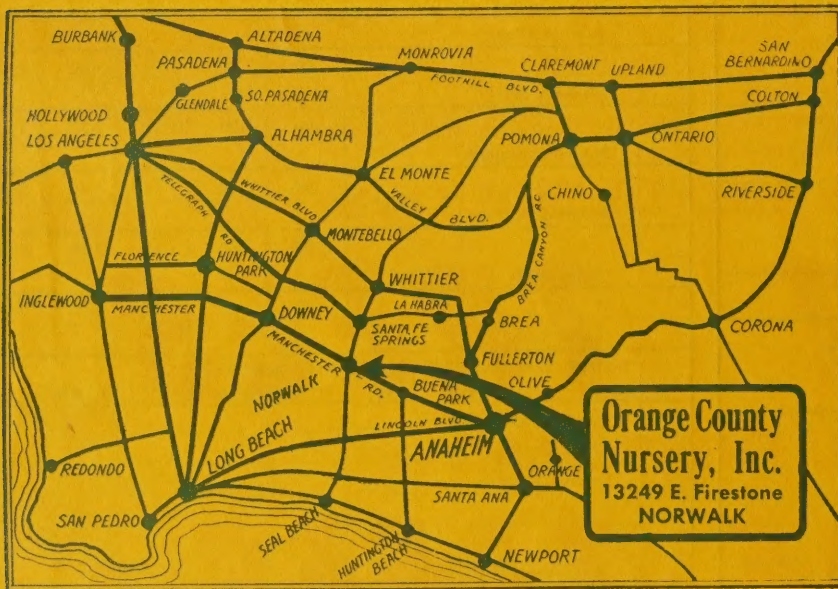 BURBANK
ALTADENA
PASADENA
MONROVIA
CLAREMONT
UPLAND
SAN
BERNARDINO
FOOTHILL BLVD.
GLENDALE
SO. PASADENA
COLTON
HOLLYWOOD
LOS ANGELES
ALHAMBRA
POMONA
ONTARIO
EL MONTE
TELEGRAPH RD
WHITTIER BLVD
VALLEY BLVD.
CHINO
RIVERSIDE
MONTEBELLO
BREA CANYON RD
FLORENCE
HUNTINGTON
PARK
WHITTIER
INGLEWOOD
MANCHESTER
DOWNEY
LA HABRA
SANTA FE
SPRINGS
BREA
CORONA
MANCHESTER RD.
FULLERTON
NORWALK
BUENA
PARK
OLIVE
LINCOLN BLVD
ANAHEIM
LONG BEACH
REDONDO
ORANGE
SAN PEDRO
SANTA ANA
SEAL BEACH
HUNTINGTON
BEACH
NEWPORT
Orange County
Nursery, Inc.
13249 E. Firestone
NORWALK